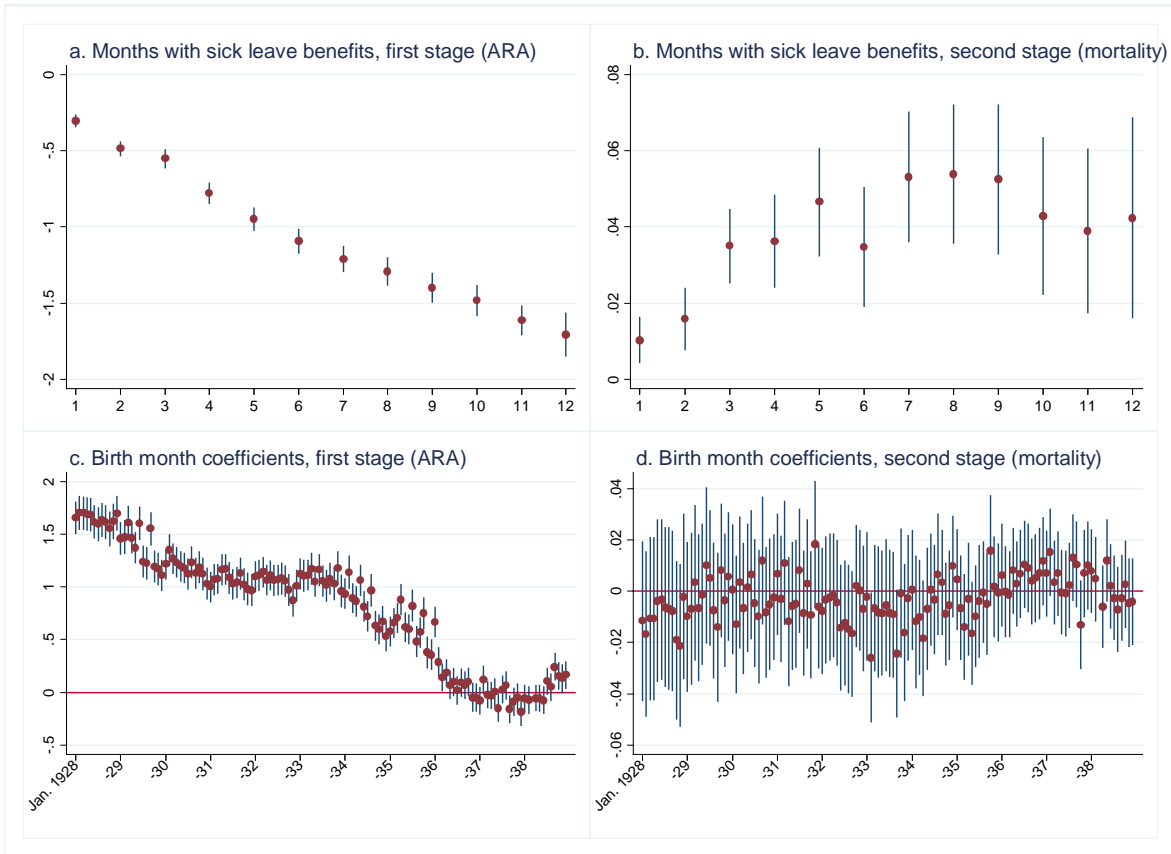 a. Months with sick leave benefits, first stage (ARA)
0
-.5
-1
-1.5
-2
1 2 3 4 5 6 7 8 9 10 11 12
b. Months with sick leave benefits, second stage (mortality)
.08
.06
.04
.02
0
1 2 3 4 5 6 7 8 9 10 11 12
c. Birth month coefficients, first stage (ARA)
2
1.5
1
.5
0
-.5
Jan. 1928 -29 -30 -31 -32 -33 -34 -35 -36 -37 -38
d. Birth month coefficients, second stage (mortality)
.04
.02
0
-.02
-.04
-.06
Jan. 1928 -29 -30 -31 -32 -33 -34 -35 -36 -37 -38